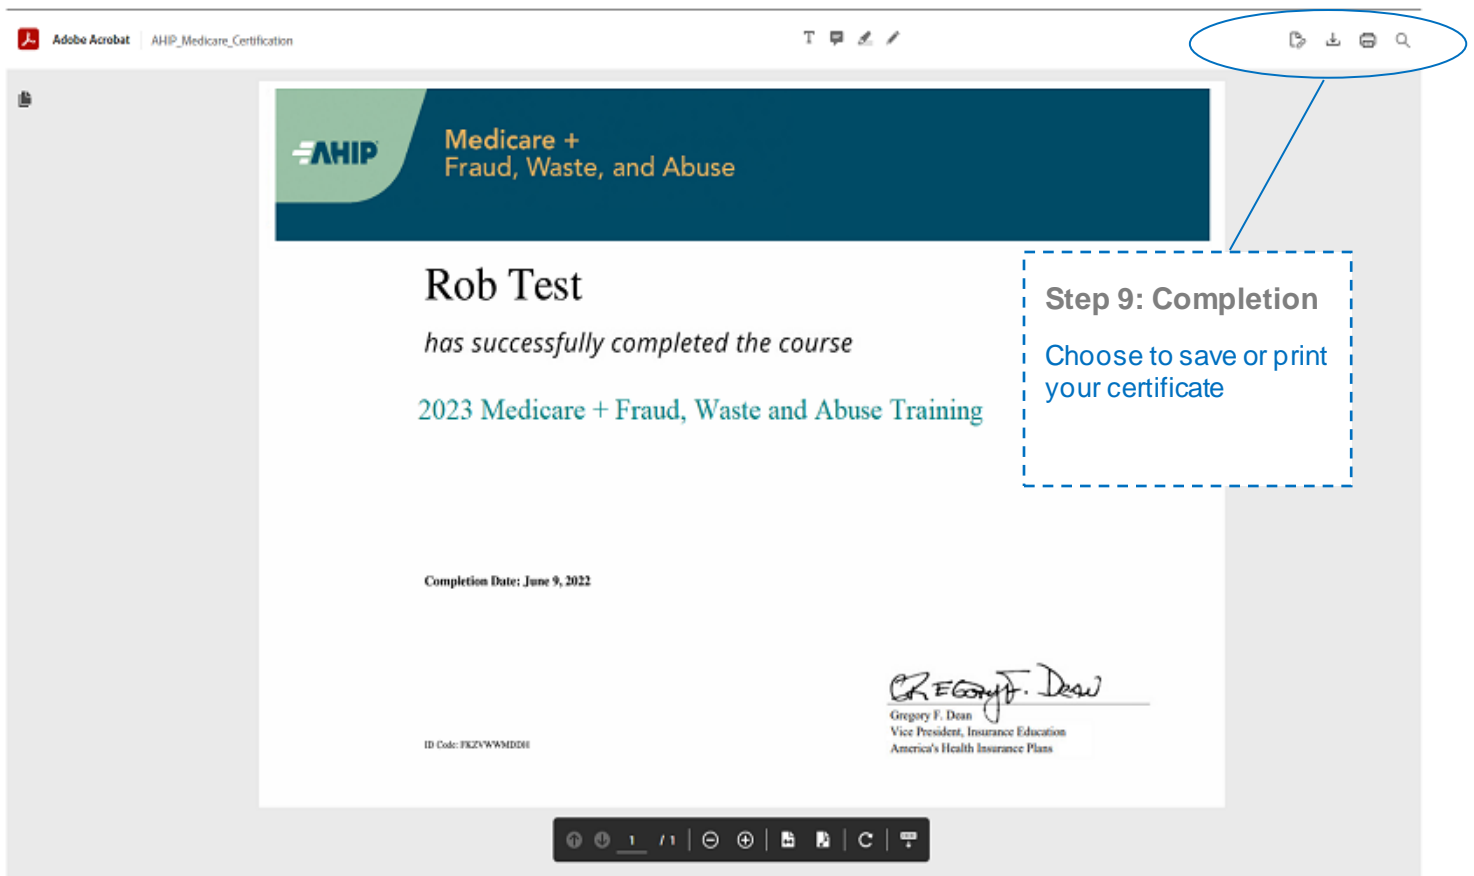 Adobe Acrobat AHIP_Medicare_Certification
AHIP
Medicare +
Fraud, Waste, and Abuse
Rob Test
has successfully completed the course
2023 Medicare + Fraud, Waste and Abuse Training
Step 9: Completion
Choose to save or print
your certificate
Completion Date: June 9, 2022
Gregory F. Dean
Gregory F. Dean
Vice President, Insurance Education
America's Health Insurance Plans
ID Code: FKZVWWMDDH
1 / 1